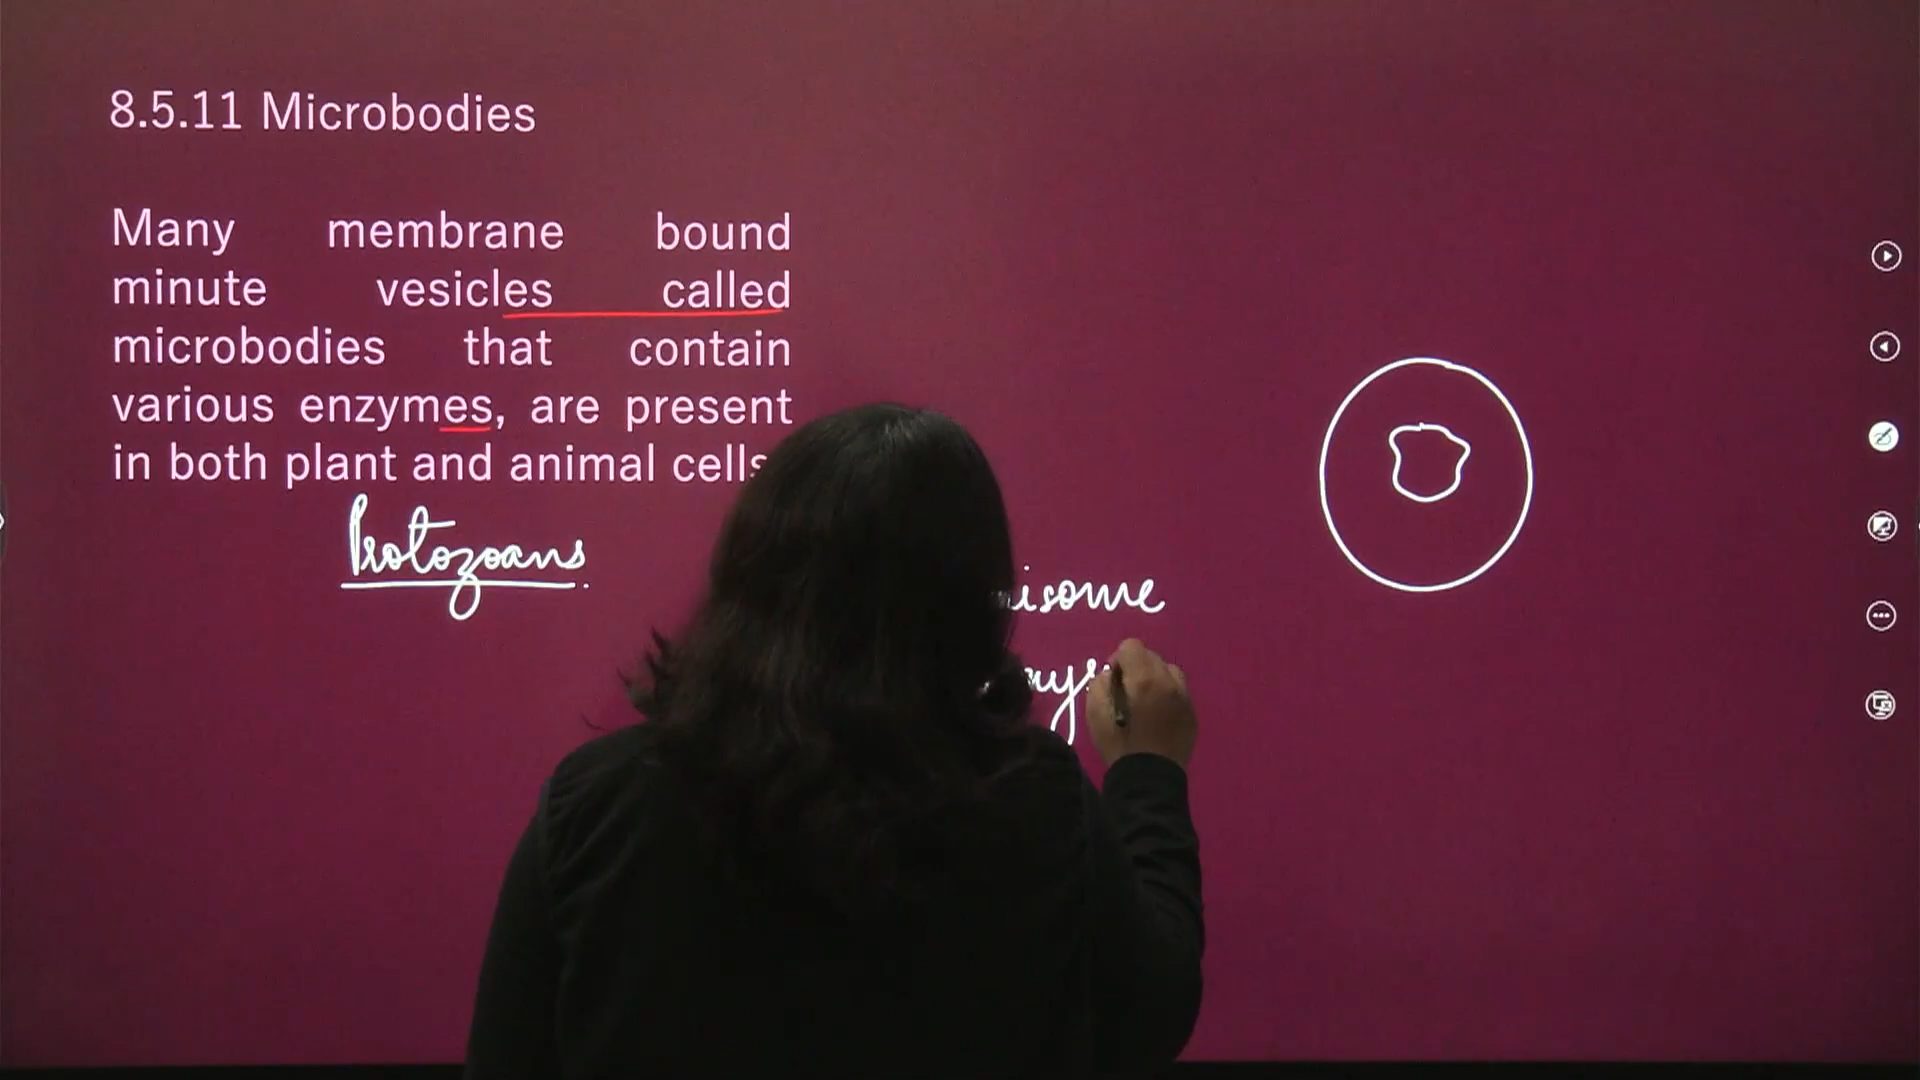 8.5.11 Microbodies
Many membrane bound
minute vesicles called
microbodies that contain
various enzymes, are present
in both plant and animal cells
Protozoans